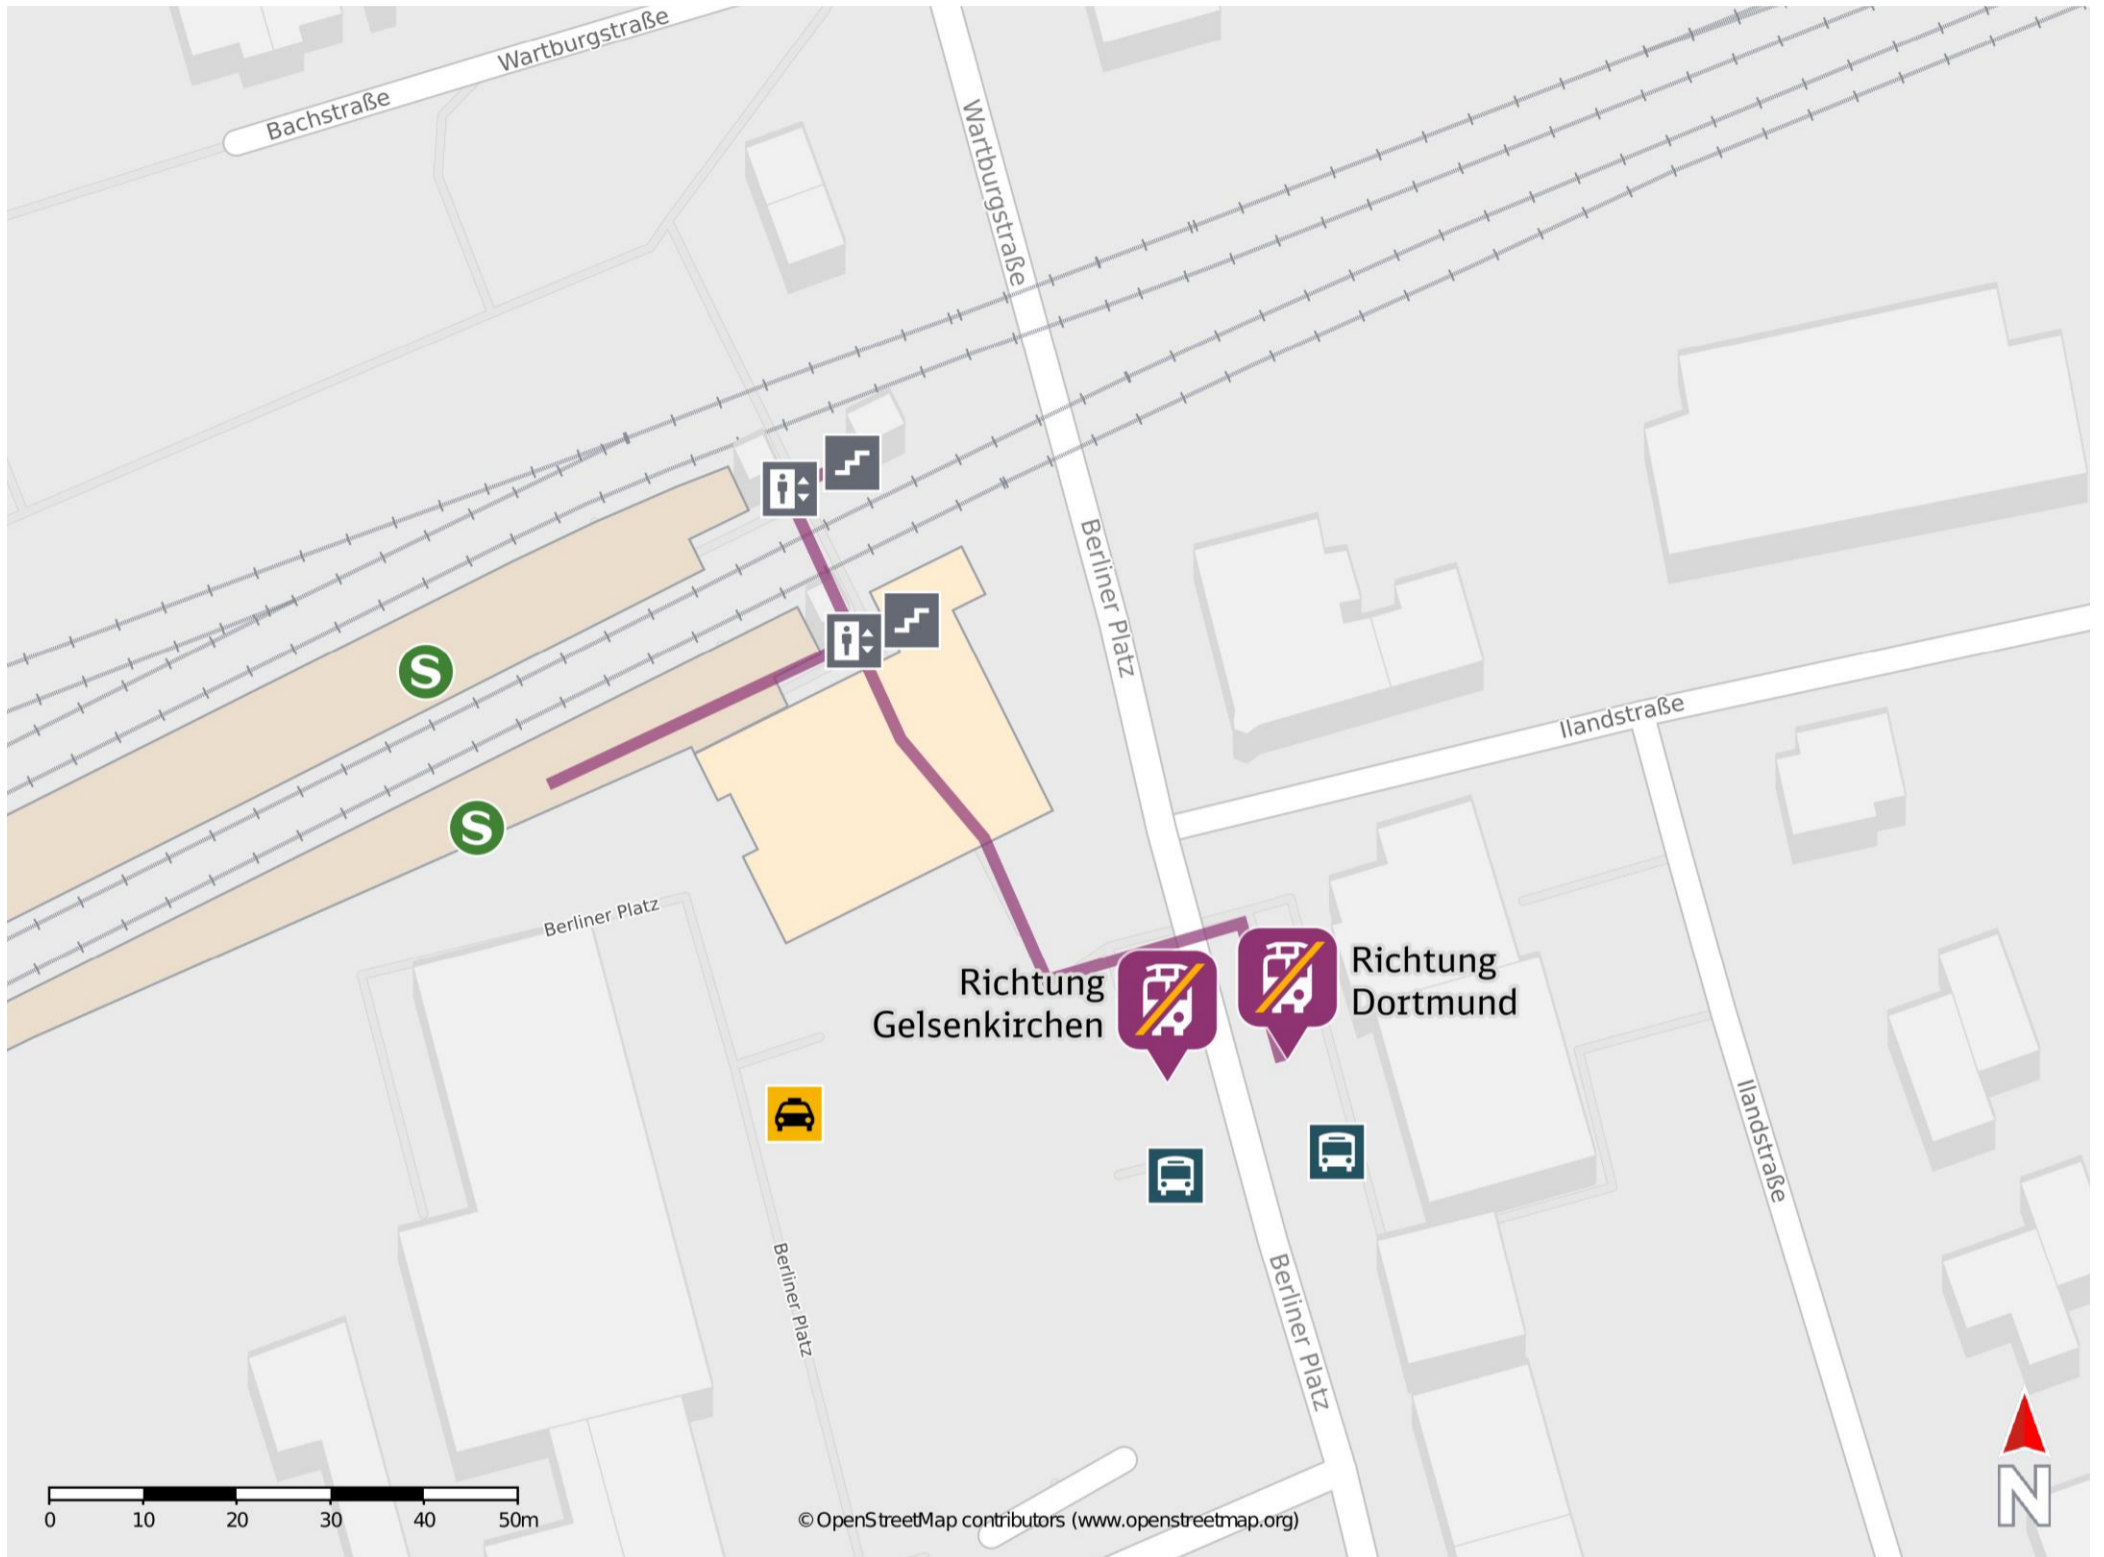 Wartburgstraße
Bachstraße
Wartburgstraße
Berliner Platz
Ilandstraße
S
S
Berliner Platz
Richtung
Gelsenkirchen
Richtung
Dortmund
Ilandstraße
Berliner Platz
Berliner Platz
N
0 10 20 30 40 50m
© OpenStreetMap contributors (www.openstreetmap.org)